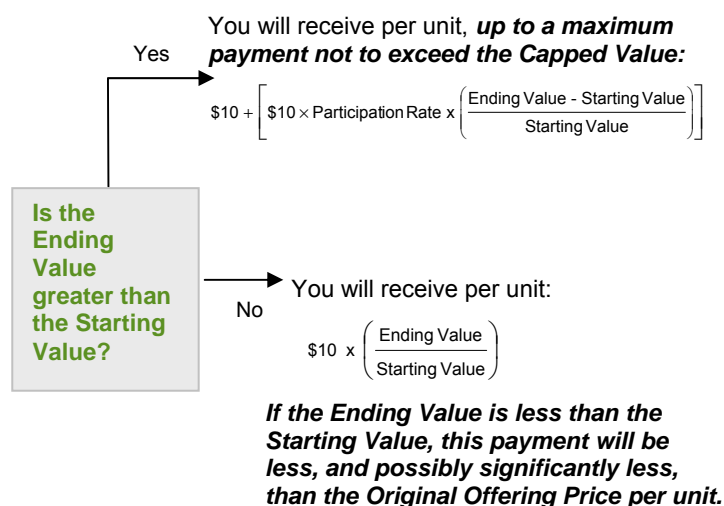 You will receive per unit, up to a maximum
Yes
payment not to exceed the Capped Value:
$10 + [ $10 × Participation Rate x ( Ending Value - Starting Value
Starting Value ) ]
Is the
Ending
Value
greater than
the Starting
Value?
No
You will receive per unit:
$10 x ( Ending Value
Starting Value )
If the Ending Value is less than the
Starting Value, this payment will be
less, and possibly significantly less,
than the Original Offering Price per unit.